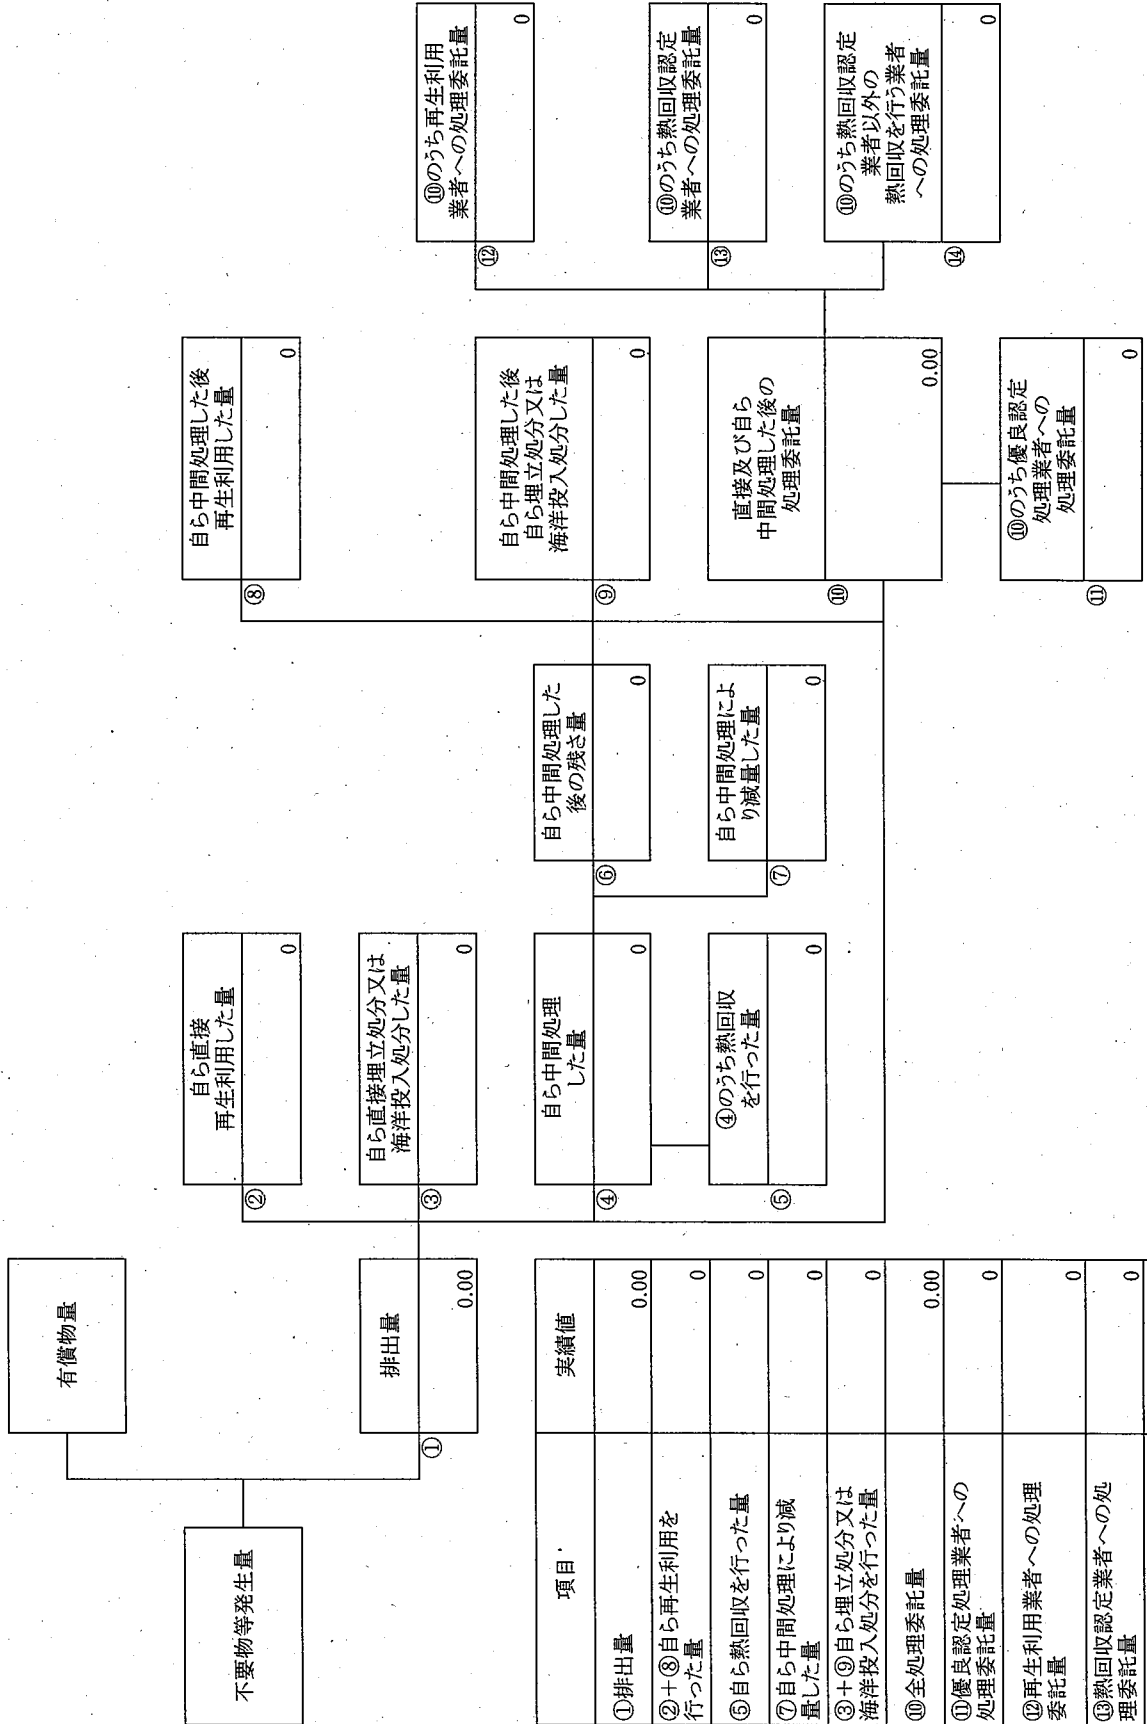 不要物等発生量
有償物量
①
排出量
0.00
②
自ら直接
再生利用した量
0
③
自ら直接埋立処分又は
海洋投入処分した量
0
④
自ら中間処理
した量
0
⑤
④のうち熱回収
を行った量
0
⑥
自ら中間処理した
後の残さ量
0
⑦
自ら中間処理によ
り減量した量
0
⑧
自ら中間処理した後
再生利用した量
0
⑨
自ら中間処理した後
自ら埋立処分又は
海洋投入処分した量
0
⑩
直接及び自ら
中間処理した後の
処理委託量
0.00
⑪
⑩のうち優良認定
処理業者への
処理委託量
0
⑫
⑩のうち再生利用
業者への処理委託量
0
⑬
⑩のうち熱回収認定
業者への処理委託量
0
⑭
⑩のうち熱回収認定
業者以外の
熱回収を行う業者
への処理委託量
0
項目
実績値
①排出量
0.00
②+⑧自ら再生利用を
行った量
0
⑤自ら熱回収を行った量
0
⑦自ら中間処理により減
量した量
0
③+⑨自ら埋立処分又は
海洋投入処分を行った量
0
⑩全処理委託量
0.00
⑪優良認定処理業者への
処理委託量
0
⑫再生利用業者への処理
委託量
0
⑬熱回収認定業者への処
理委託量
0